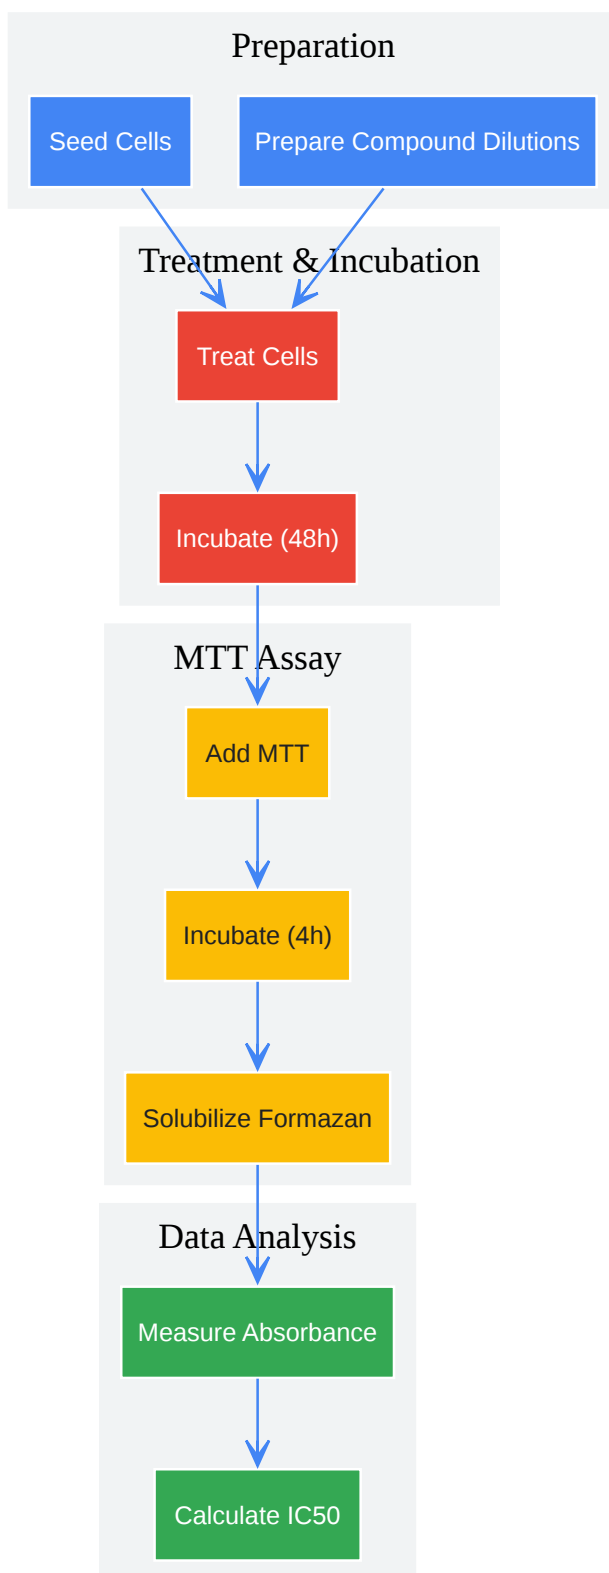 Preparation
Seed Cells
Prepare Compound Dilutions
Treatment & Incubation
Treat Cells
Incubate (48h)
MTT Assay
Add MTT
Incubate (4h)
Solubilize Formazan
Data Analysis
Measure Absorbance
Calculate IC50